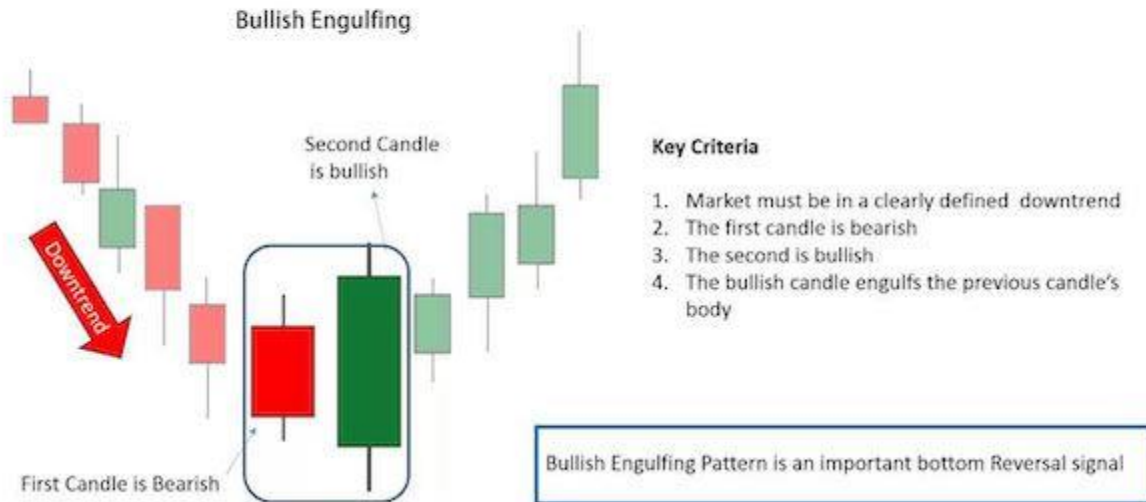 Bullish Engulfing
Second Candle
is bullish
Downtrend
First Candle is Bearish
Key Criteria
1. Market must be in a clearly defined downtrend
2. The first candle is bearish
3. The second is bullish
4. The bullish candle engulfs the previous candle's
body
Bullish Engulfing Pattern is an important bottom Reversal signal